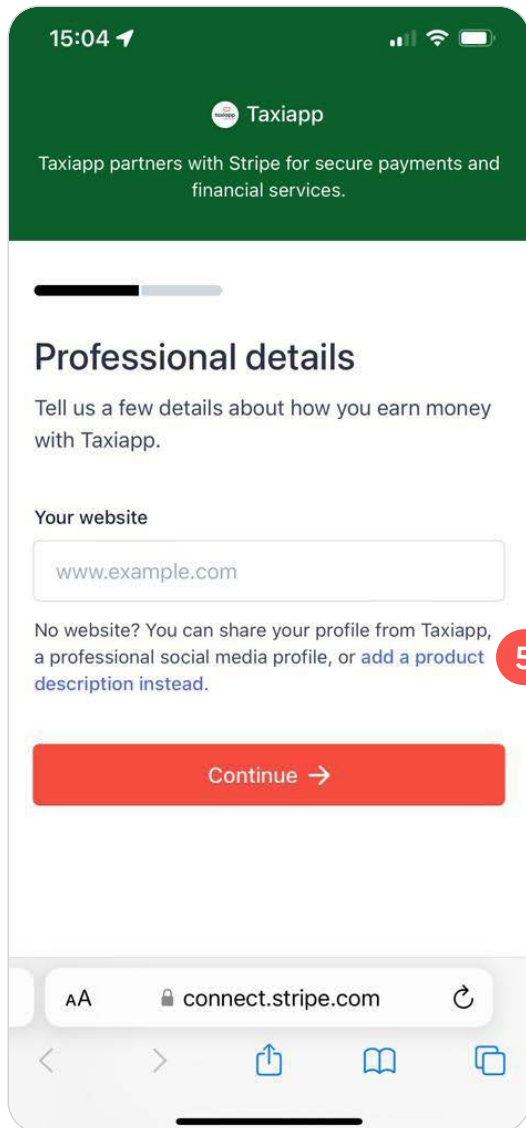 15:04
Taxiapp
Taxiapp partners with Stripe for secure payments and
financial services.
Professional details
Tell us a few details about how you earn money
with Taxiapp.
Your website
www.example.com
No website? You can share your profile from Taxiapp,
a professional social media profile, or add a product
description instead.
5
Continue →
AA connect.stripe.com